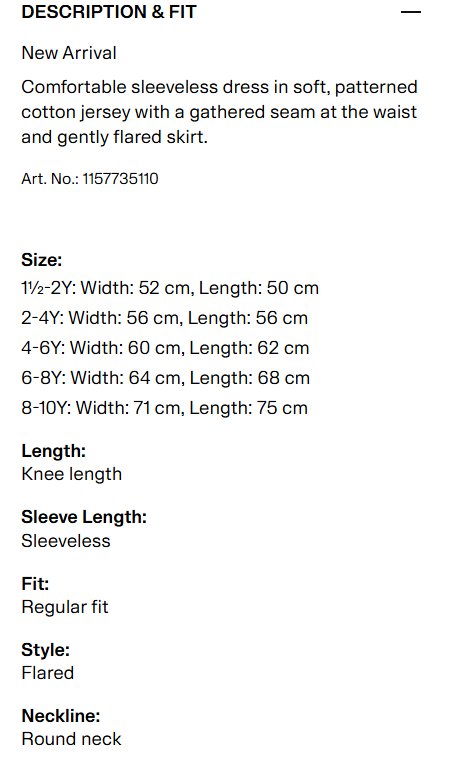 DESCRIPTION & FIT
New Arrival
Comfortable sleeveless dress in soft, patterned
cotton jersey with a gathered seam at the waist
and gently flared skirt.
Art. No.: 1157735110
Size:
1½-2Y: Width: 52 cm, Length: 50 cm
2-4Y: Width: 56 cm, Length: 56 cm
4-6Y: Width: 60 cm, Length: 62 cm
6-8Y: Width: 64 cm, Length: 68 cm
8-10Y: Width: 71 cm, Length: 75 cm
Length:
Knee length
Sleeve Length:
Sleeveless
Fit:
Regular fit
Style:
Flared
Neckline:
Round neck